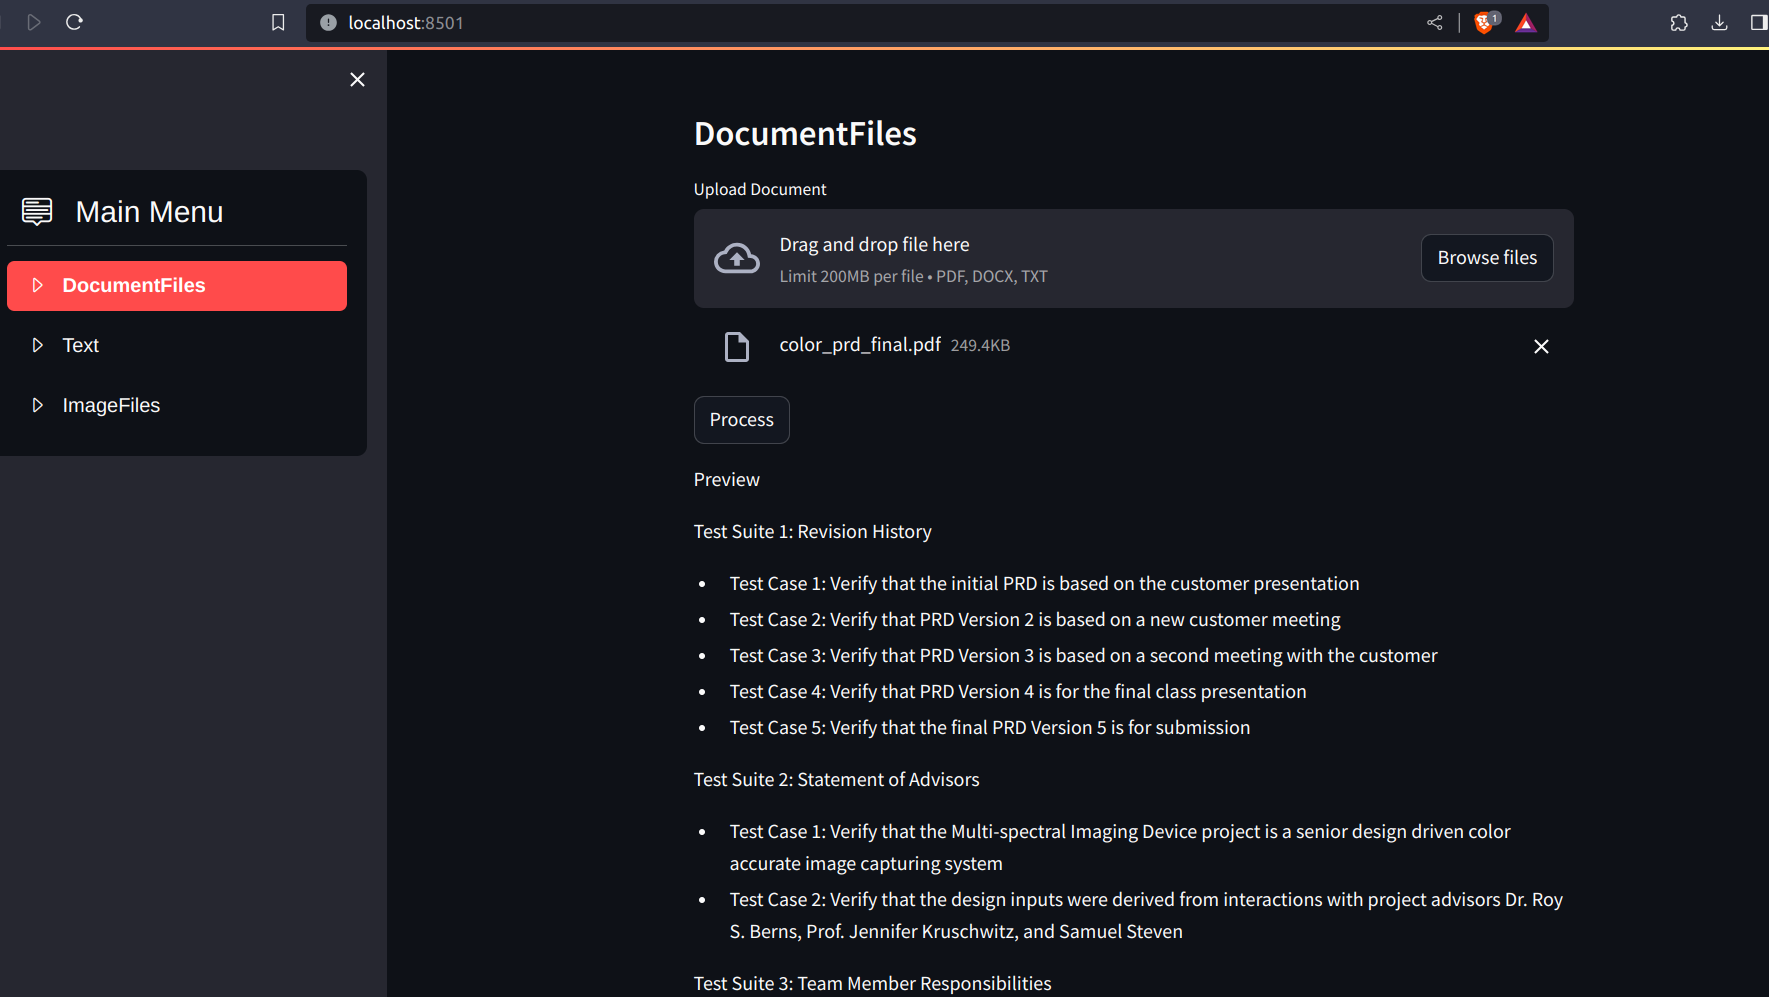 localhost:8501
1
Main Menu
DocumentFiles
Text
ImageFiles
DocumentFiles
Upload Document
Drag and drop file here
Limit 200MB per file • PDF, DOCX, TXT
Browse files
color_prd_final.pdf 249.4KB
Process
Preview
Test Suite 1: Revision History
• Test Case 1: Verify that the initial PRD is based on the customer presentation
• Test Case 2: Verify that PRD Version 2 is based on a new customer meeting
• Test Case 3: Verify that PRD Version 3 is based on a second meeting with the customer
• Test Case 4: Verify that PRD Version 4 is for the final class presentation
• Test Case 5: Verify that the final PRD Version 5 is for submission
Test Suite 2: Statement of Advisors
• Test Case 1: Verify that the Multi-spectral Imaging Device project is a senior design driven color
accurate image capturing system
• Test Case 2: Verify that the design inputs were derived from interactions with project advisors Dr. Roy
S. Berns, Prof. Jennifer Kruschwitz, and Samuel Steven
Test Suite 3: Team Member Responsibilities